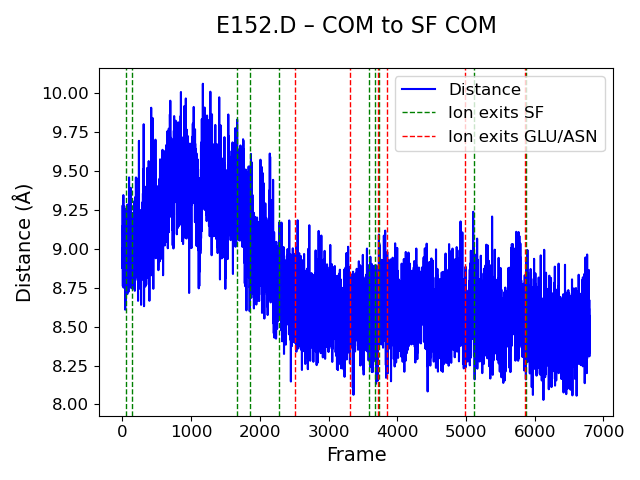 E152.D – COM to SF COM
Distance
Ion exits SF
Ion exits GLU/ASN
Distance (Å)
10.00
9.75
9.50
9.25
9.00
8.75
8.50
8.25
8.00
0 1000 2000 3000 4000 5000 6000 7000
Frame